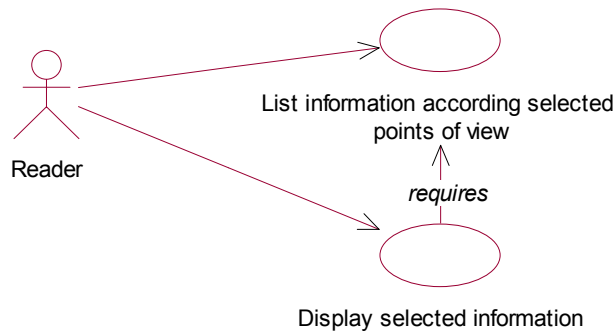 List information according selected
points of view
Reader
requires
Display selected information